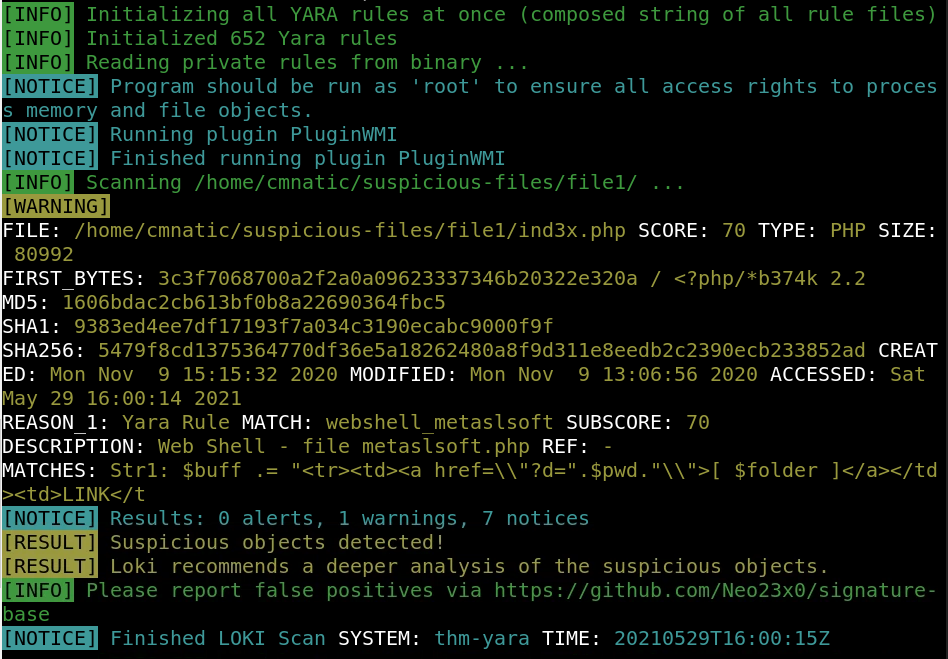 [INFO] Initializing all YARA rules at once (composed string of all rule files)
[INFO] Initialized 652 Yara rules
[INFO] Reading private rules from binary ...
[NOTICE] Program should be run as 'root' to ensure all access rights to proces
s memory and file objects.
[NOTICE] Running plugin PluginWMI
[NOTICE] Finished running plugin PluginWMI
[INFO] Scanning /home/cmnatic/suspicious-files/file1/ ...
[WARNING]
FILE: /home/cmnatic/suspicious-files/file1/ind3x.php SCORE: 70 TYPE: PHP SIZE:
 80992
FIRST_BYTES: 3c3f7068700a2f2a0a09623337346b20322e320a / <?php/*b374k 2.2
MD5: 1606bdac2cb613bf0b8a22690364fbc5
SHA1: 9383ed4ee7df17193f7a034c3190ecabc9000f9f
SHA256: 5479f8cd1375364770df36e5a18262480a8f9d311e8eedb2c2390ecb233852ad CREAT
ED: Mon Nov  9 15:15:32 2020 MODIFIED: Mon Nov  9 13:06:56 2020 ACCESSED: Sat
May 29 16:00:14 2021
REASON_1: Yara Rule MATCH: webshell_metaslsoft SUBSCORE: 70
DESCRIPTION: Web Shell - file metaslsoft.php REF: -
MATCHES: Str1: $buff .= "<tr><td><a href=\\"?d=".$pwd."\\">[ $folder ]</a></td
><td>LINK</t
[NOTICE] Results: 0 alerts, 1 warnings, 7 notices
[RESULT] Suspicious objects detected!
[RESULT] Loki recommends a deeper analysis of the suspicious objects.
[INFO] Please report false positives via https://github.com/Neo23x0/signature-
base
[NOTICE] Finished LOKI Scan SYSTEM: thm-yara TIME: 20210529T16:00:15Z